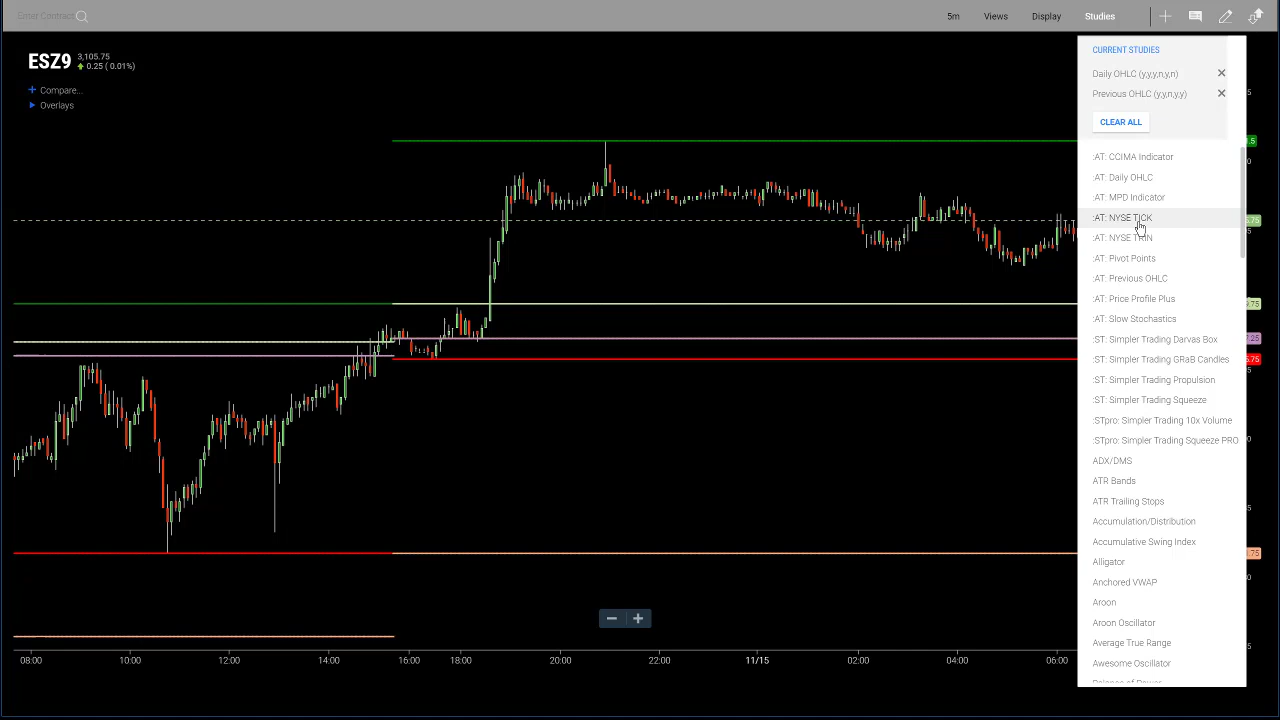 Enter Contract
5m Views Display Studies
ESZ9 3,105.75
0.25 ( 0.01%)
Compare...
Overlays
CURRENT STUDIES
Daily OHLC (y,y,y,n,y,n)
Previous OHLC (y,y,n,y,y)
CLEAR ALL
:AT: CCIMA Indicator
:AT: Daily OHLC
:AT: MPD Indicator
:AT: NYSE TICK
:AT: NYSE TRIN
:AT: Pivot Points
:AT: Previous OHLC
:AT: Price Profile Plus
:AT: Slow Stochastics
:ST: Simpler Trading Darvas Box
:ST: Simpler Trading GRaB Candles
:ST: Simpler Trading Propulsion
:ST: Simpler Trading Squeeze
:STpro: Simpler Trading 10x Volume
:STpro: Simpler Trading Squeeze PRO
ADX/DMS
ATR Bands
ATR Trailing Stops
Accumulation/Distribution
Accumulative Swing Index
Alligator
Anchored VWAP
Aroon
Aroon Oscillator
Average True Range
Awesome Oscillator
08:00 10:00 12:00 14:00 16:00 18:00 20:00 22:00 11/15 02:00 04:00 06:00